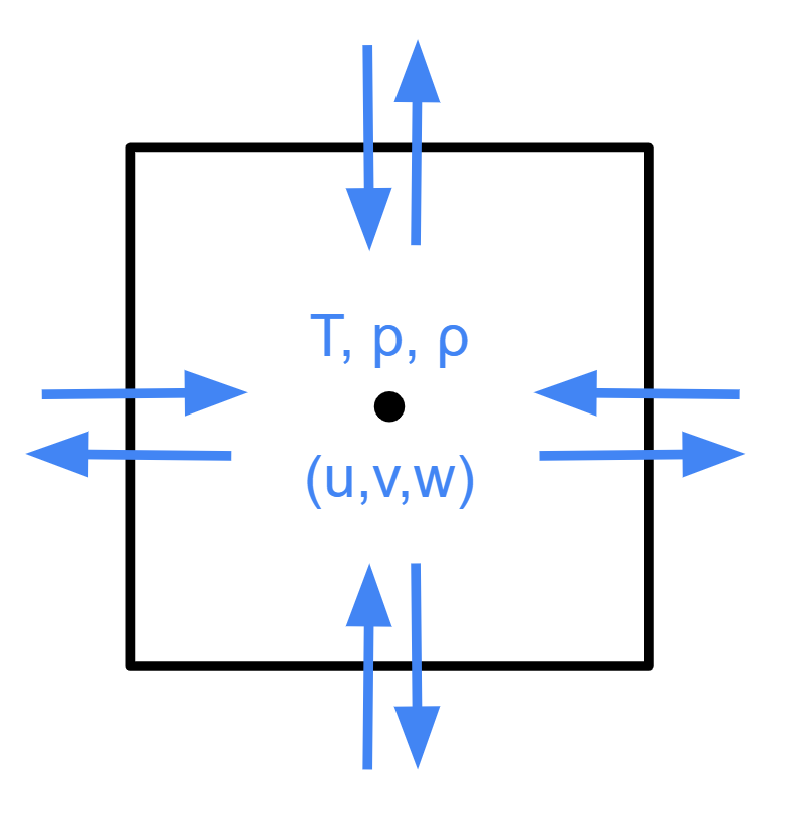 T, p, ρ
(u,v,w)